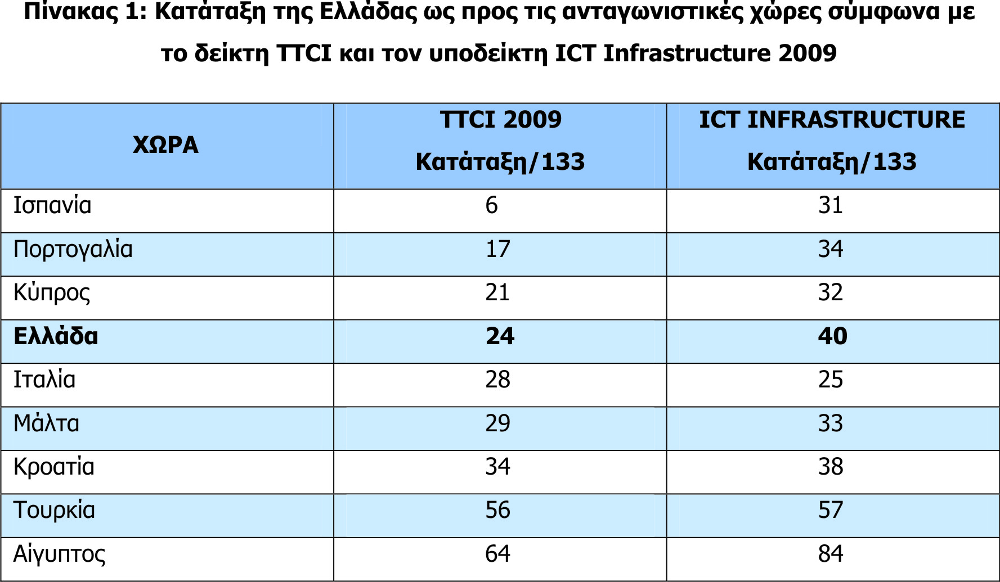 Πίνακας 1: Κατάταξη της Ελλάδας ως προς τις ανταγωνιστικές χώρες σύμφωνα με
το δείκτη TTCI και τον υποδείκτη ICT Infrastructure 2009
ΧΩΡΑ
TTCI 2009
Κατάταξη/133
ICT INFRASTRUCTURE
Κατάταξη/133
Ισπανία 6 31
Πορτογαλία 17 34
Κύπρος 21 32
Ελλάδα 24 40
Ιταλία 28 25
Μάλτα 29 33
Κροατία 34 38
Τουρκία 56 57
Αίγυπτος 64 84